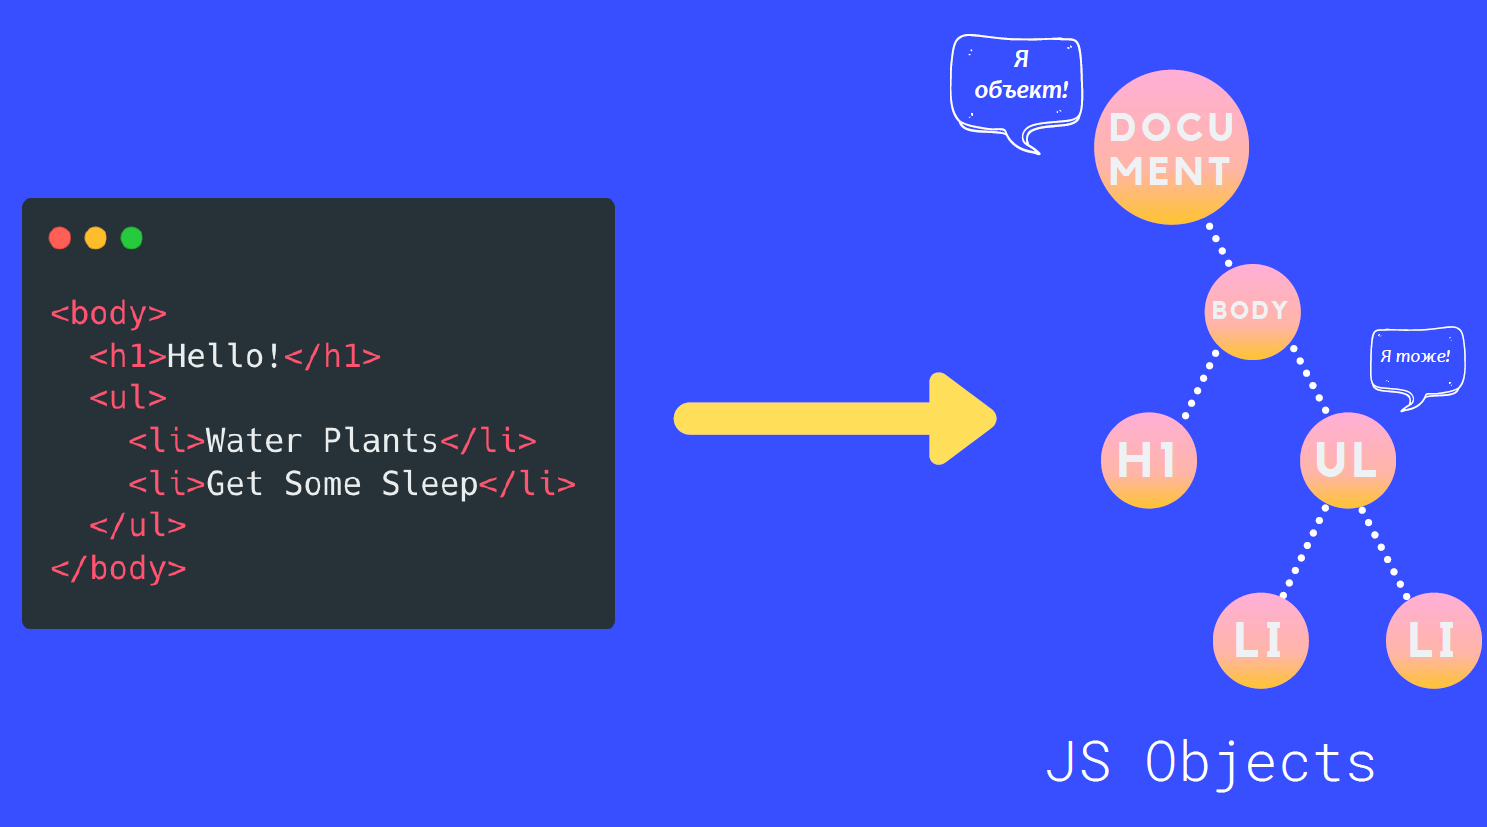 <body>
<h1>Hello!</h1>
<ul>
<li>Water Plants</li>
<li>Get Some Sleep</li>
</ul>
</body>
Я
объект!
DOCU
MENT
BODY
Я тоже!
H1
UL
LI
LI
JS Objects